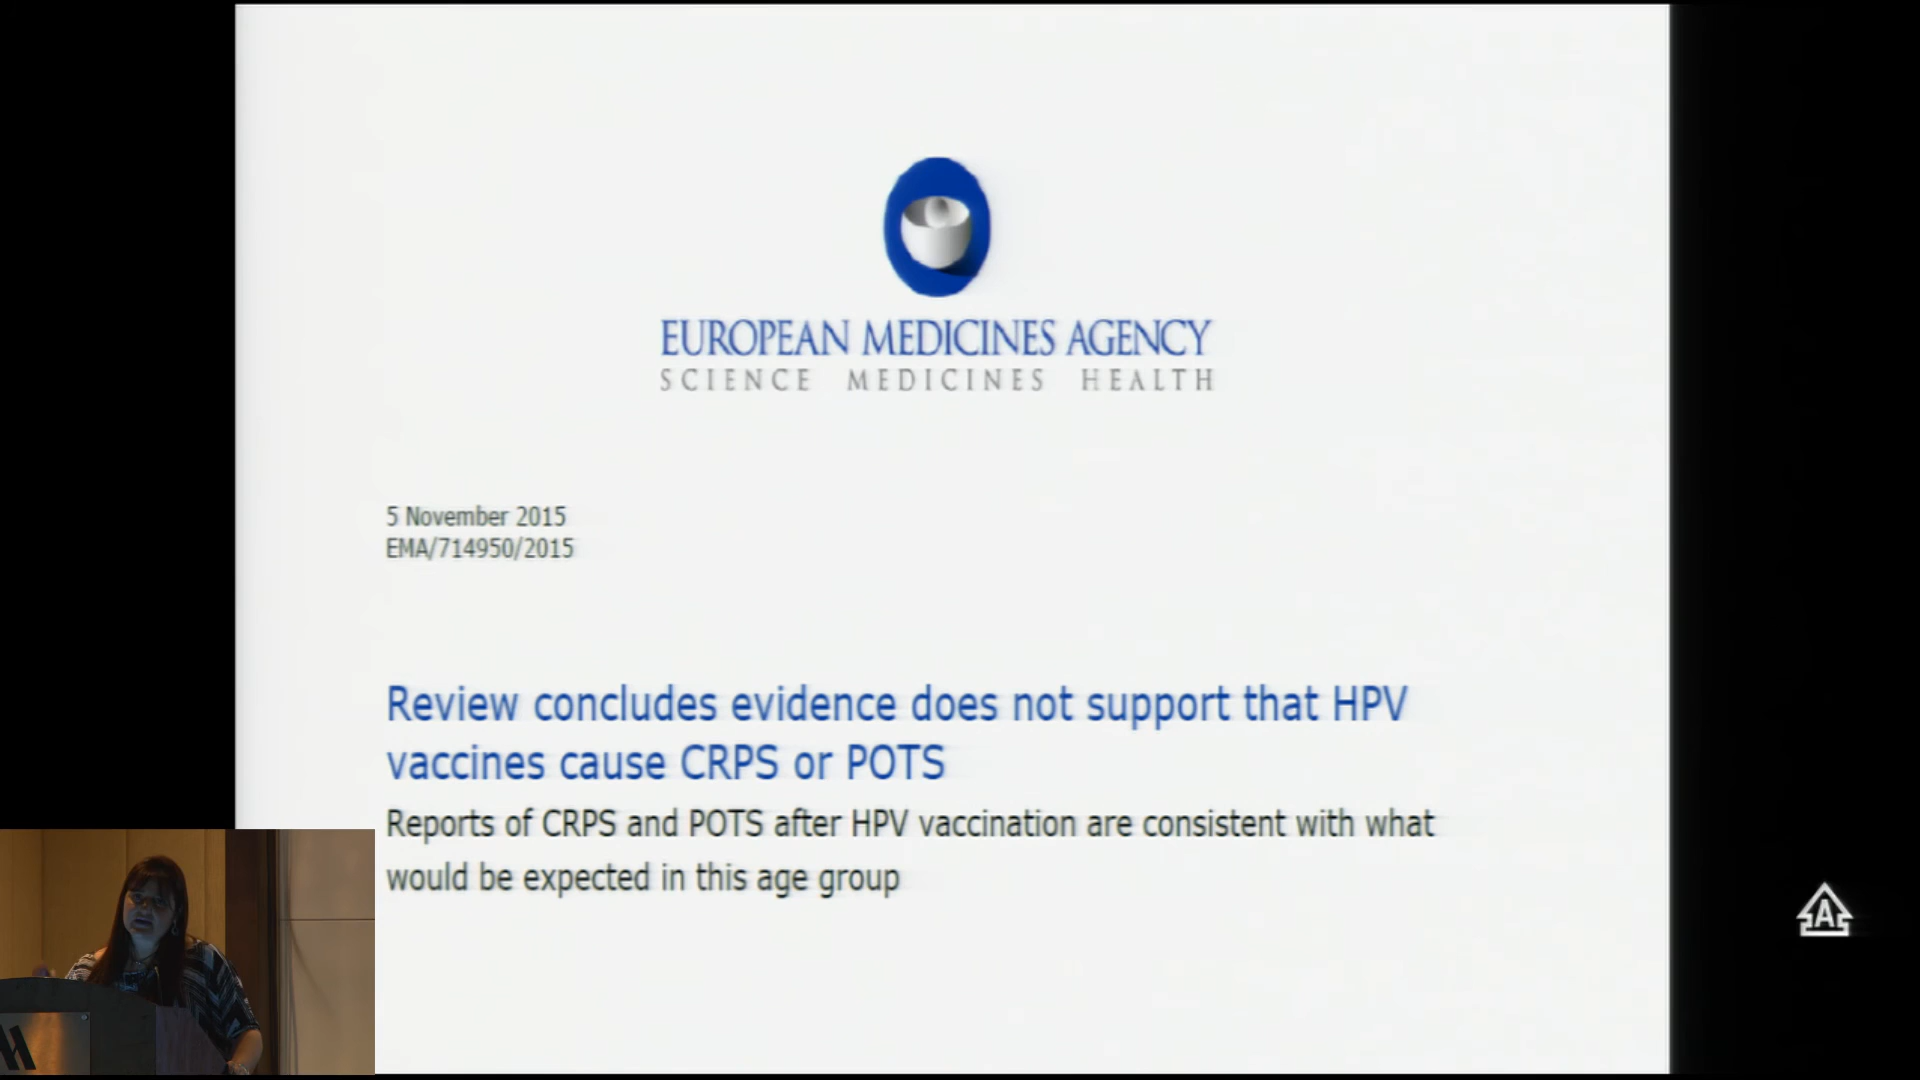 EUROPEAN MEDICINES AGENCY
SCIENCE MEDICINES HEALTH
5 November 2015
EMA/714950/2015
Review concludes evidence does not support that HPV
vaccines cause CRPS or POTS
Reports of CRPS and POTS after HPV vaccination are consistent with what
would be expected in this age group
A